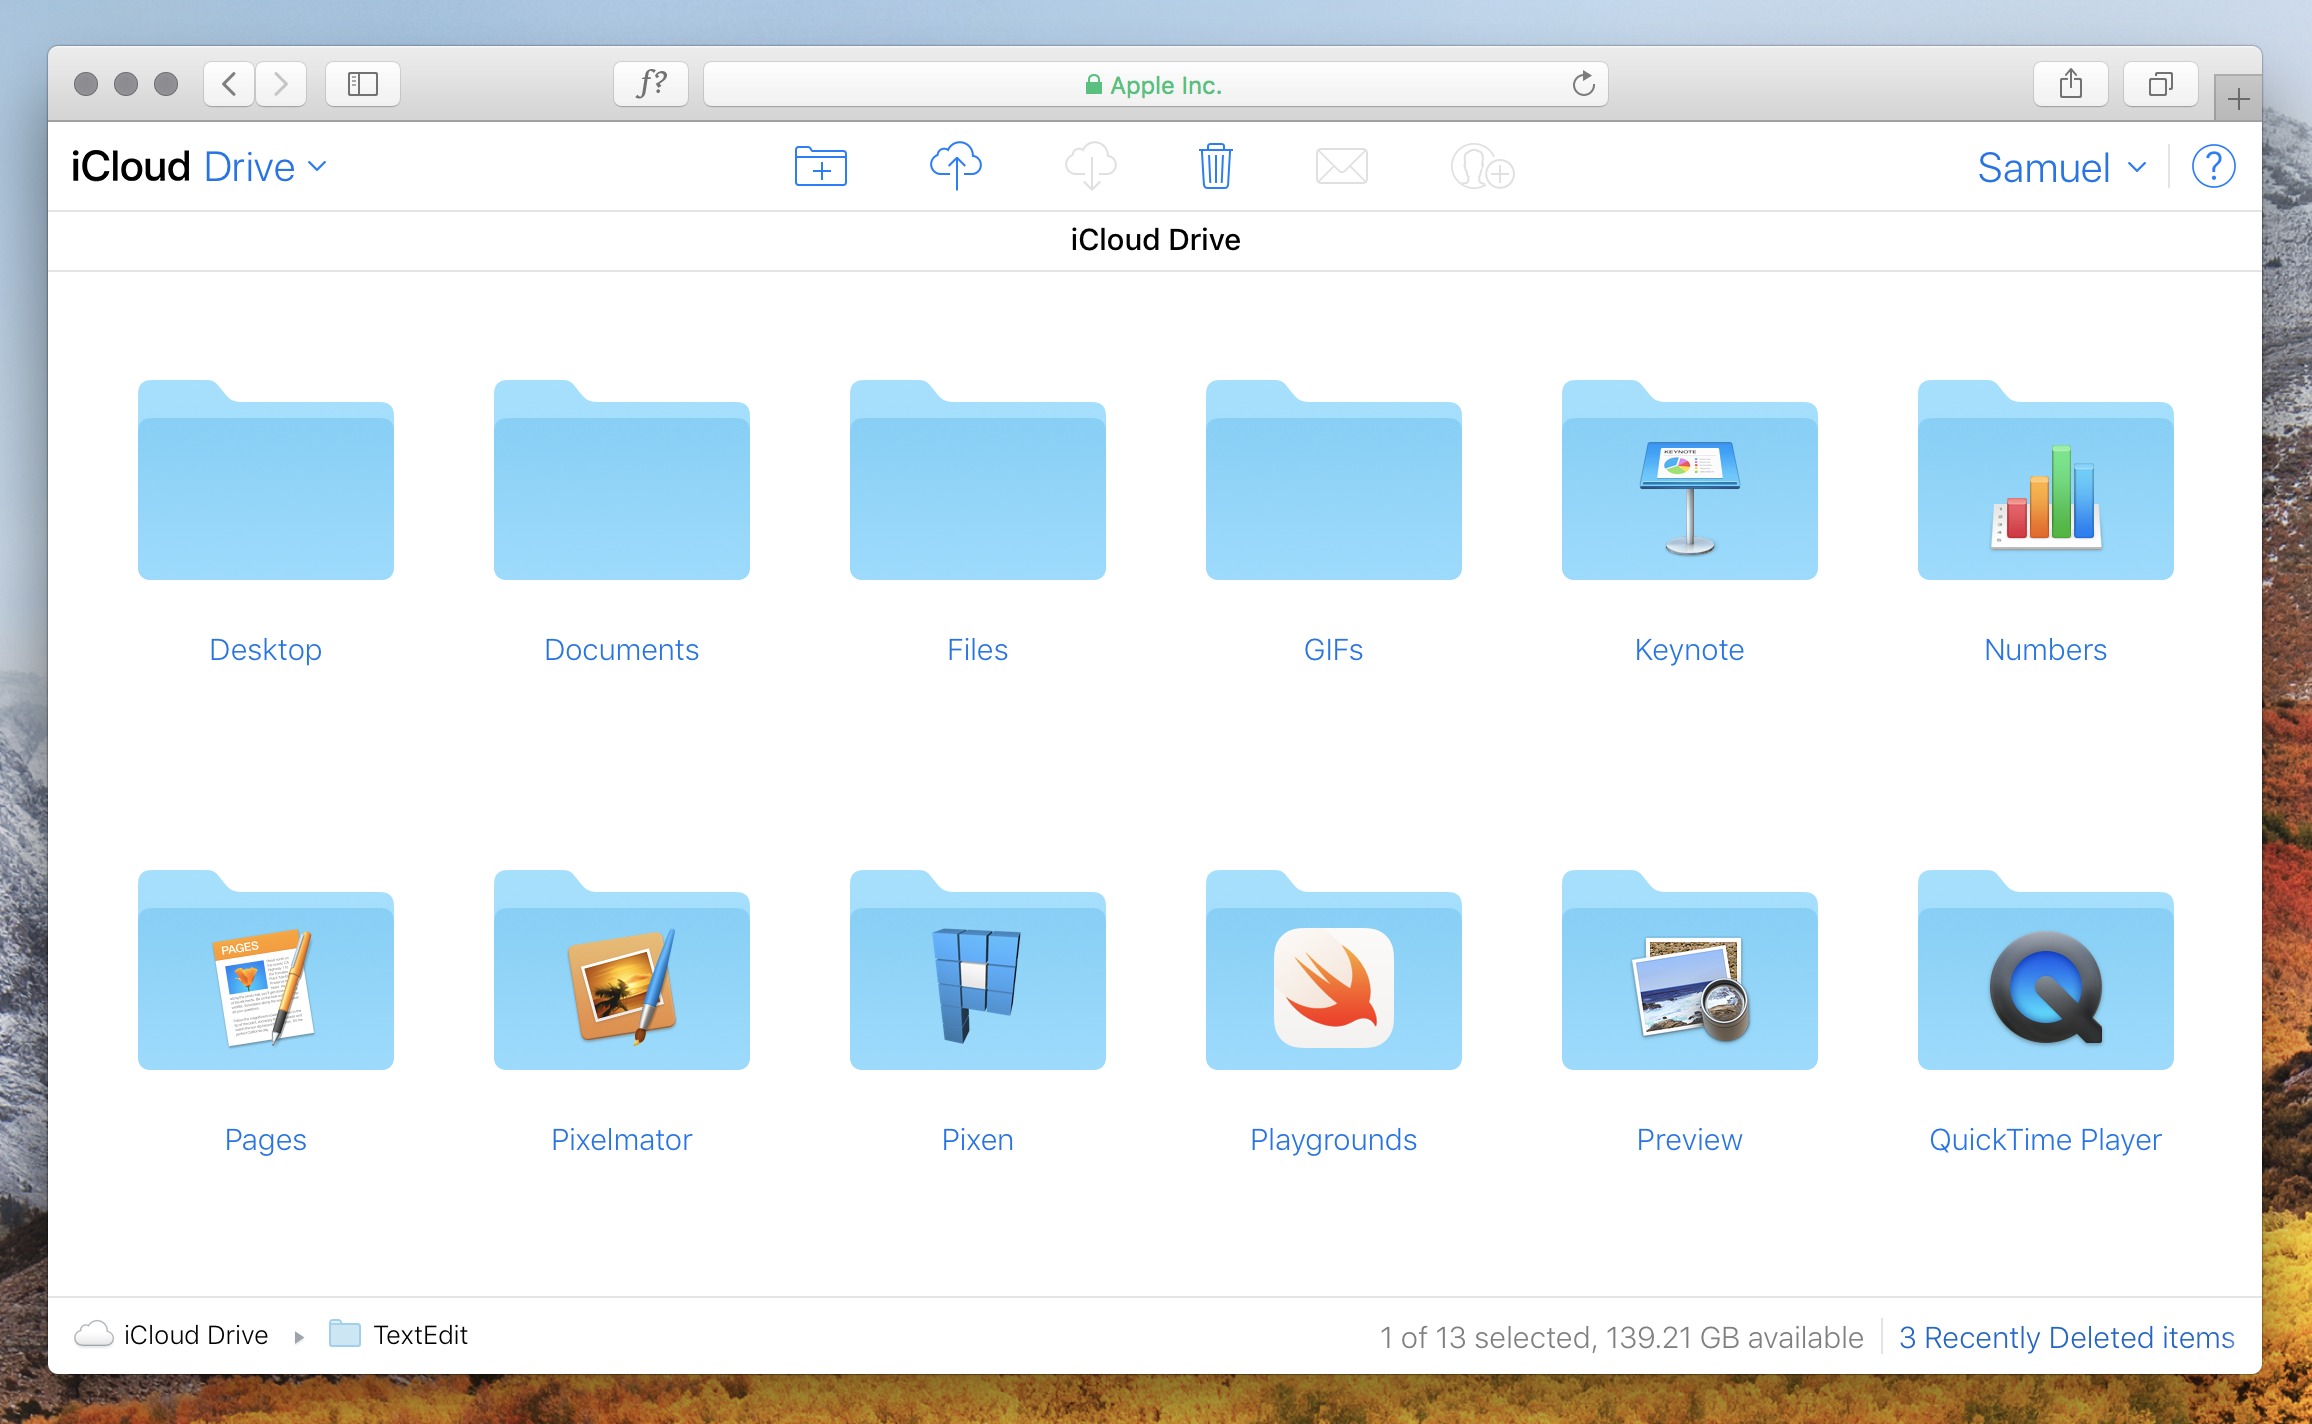 f?
Apple Inc.
iCloud Drive
Samuel
?
iCloud Drive
KEYNOTE
Desktop
Documents
Files
GIFs
Keynote
Numbers
PAGES
Pages
Pixelmator
Pixen
Playgrounds
Preview
QuickTime Player
iCloud Drive
TextEdit
1 of 13 selected, 139.21 GB available
3 Recently Deleted items